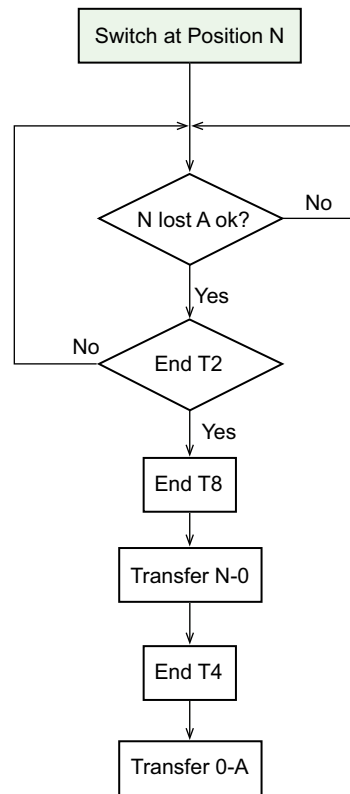 Switch at Position N
N lost A ok?
No
Yes
No
End T2
Yes
End T8
Transfer N-0
End T4
Transfer 0-A